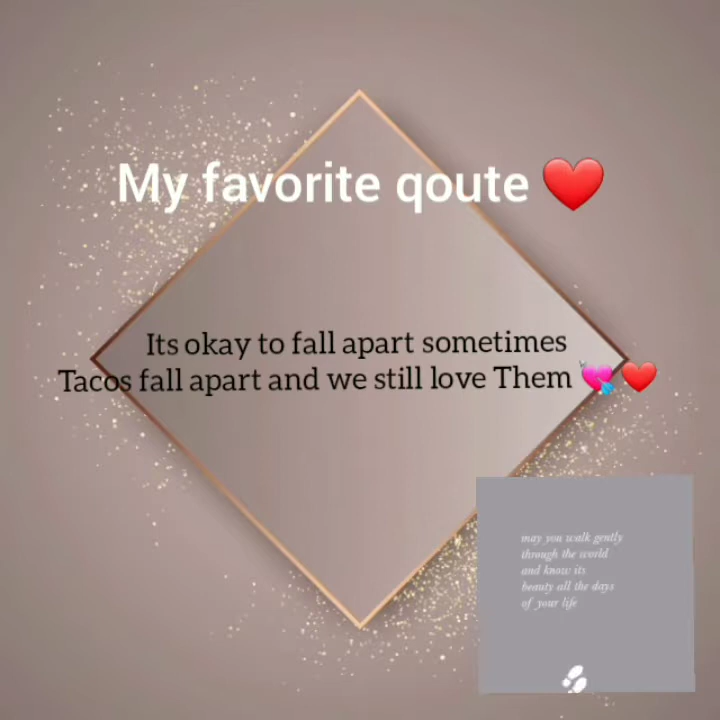 My favorite qoute ❤️
Its okay to fall apart sometimes
Tacos fall apart and we still love Them 💘❤️
may you walk gently
through the world
and know its
beauty all the days
of your life